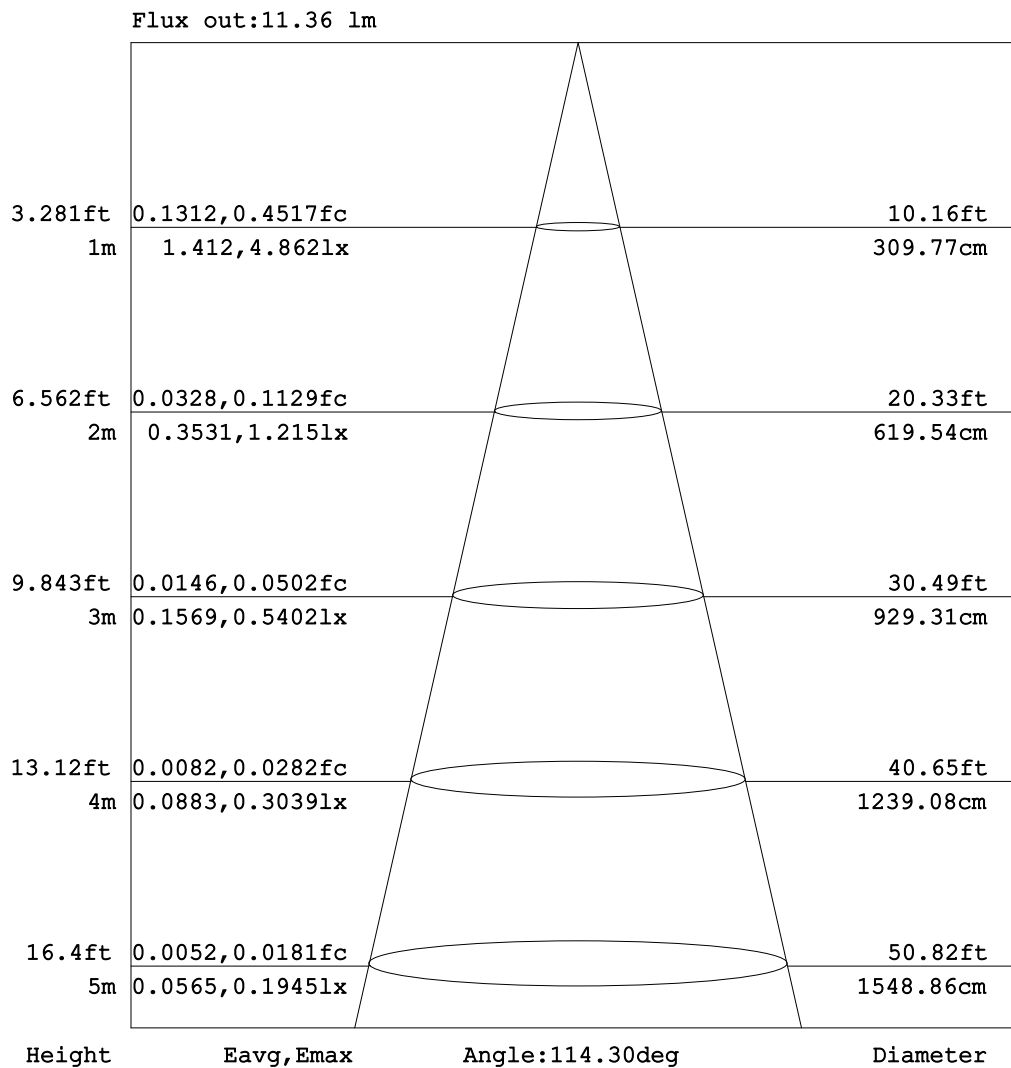 Flux out:11.36 lm
3.281ft 0.1312,0.4517fc 10.16ft
1m 1.412,4.862lx 309.77cm
6.562ft 0.0328,0.1129fc 20.33ft
2m 0.3531,1.215lx 619.54cm
9.843ft 0.0146,0.0502fc 30.49ft
3m 0.1569,0.5402lx 929.31cm
13.12ft 0.0082,0.0282fc 40.65ft
4m 0.0883,0.3039lx 1239.08cm
16.4ft 0.0052,0.0181fc 50.82ft
5m 0.0565,0.1945lx 1548.86cm
Height Eavg,Emax Angle:114.30deg Diameter